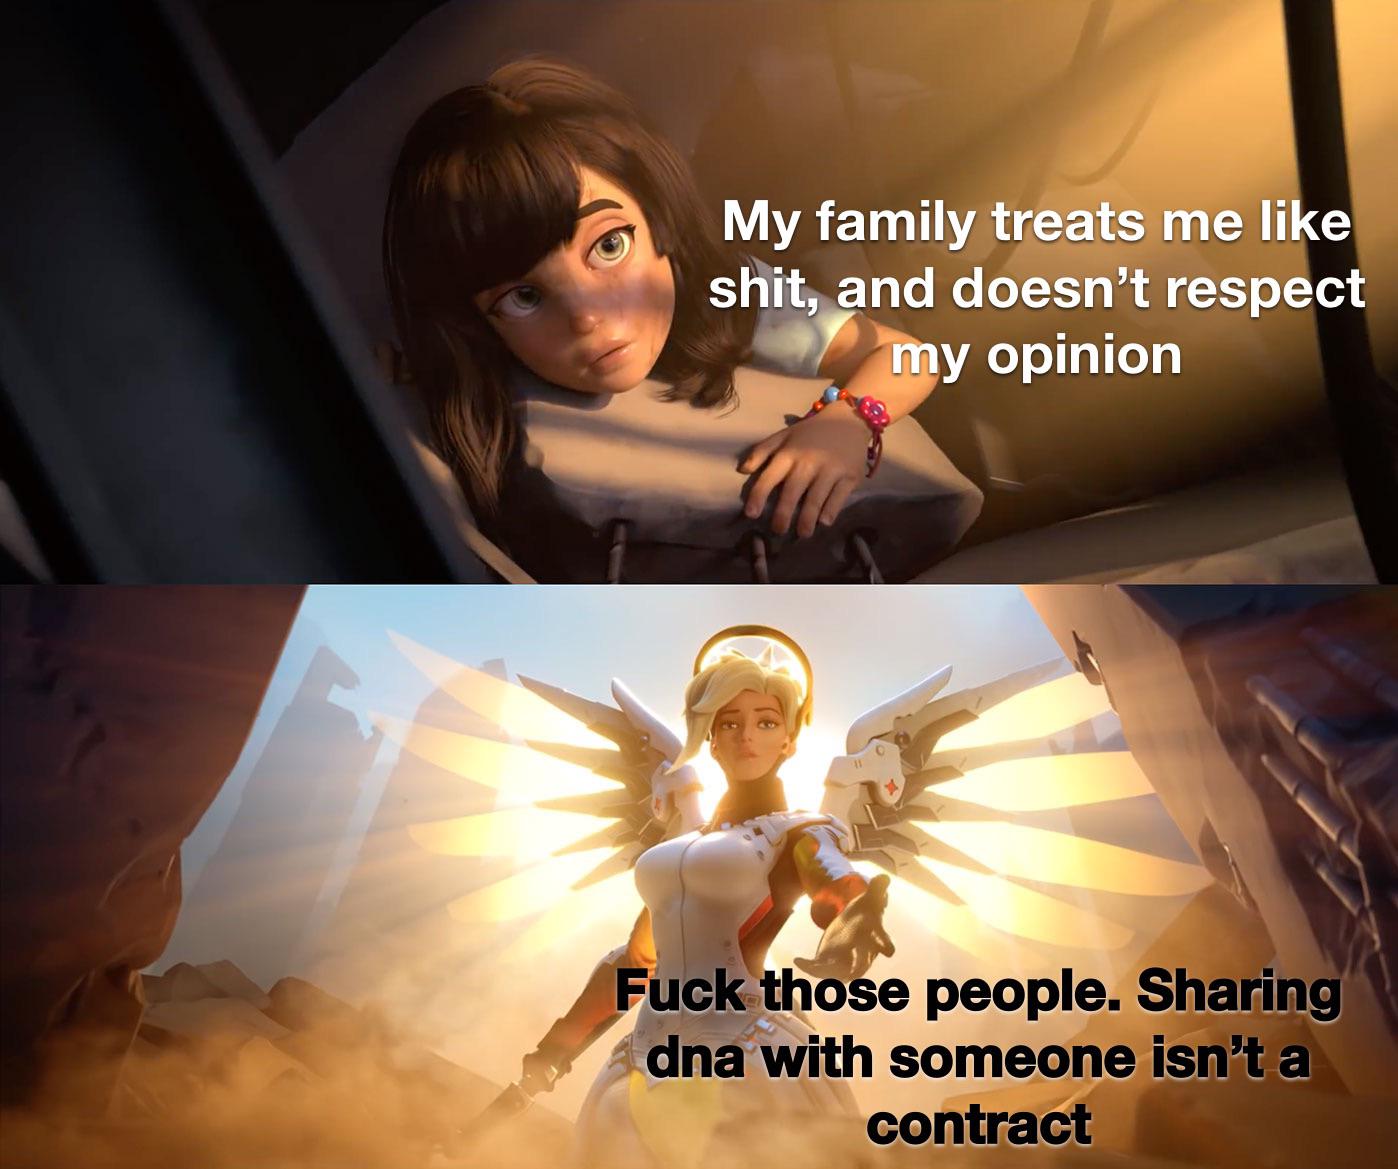 My family treats me like
shit, and doesn’t respect
my opinion
Fuck those people. Sharing
dna with someone isn’t a
contract